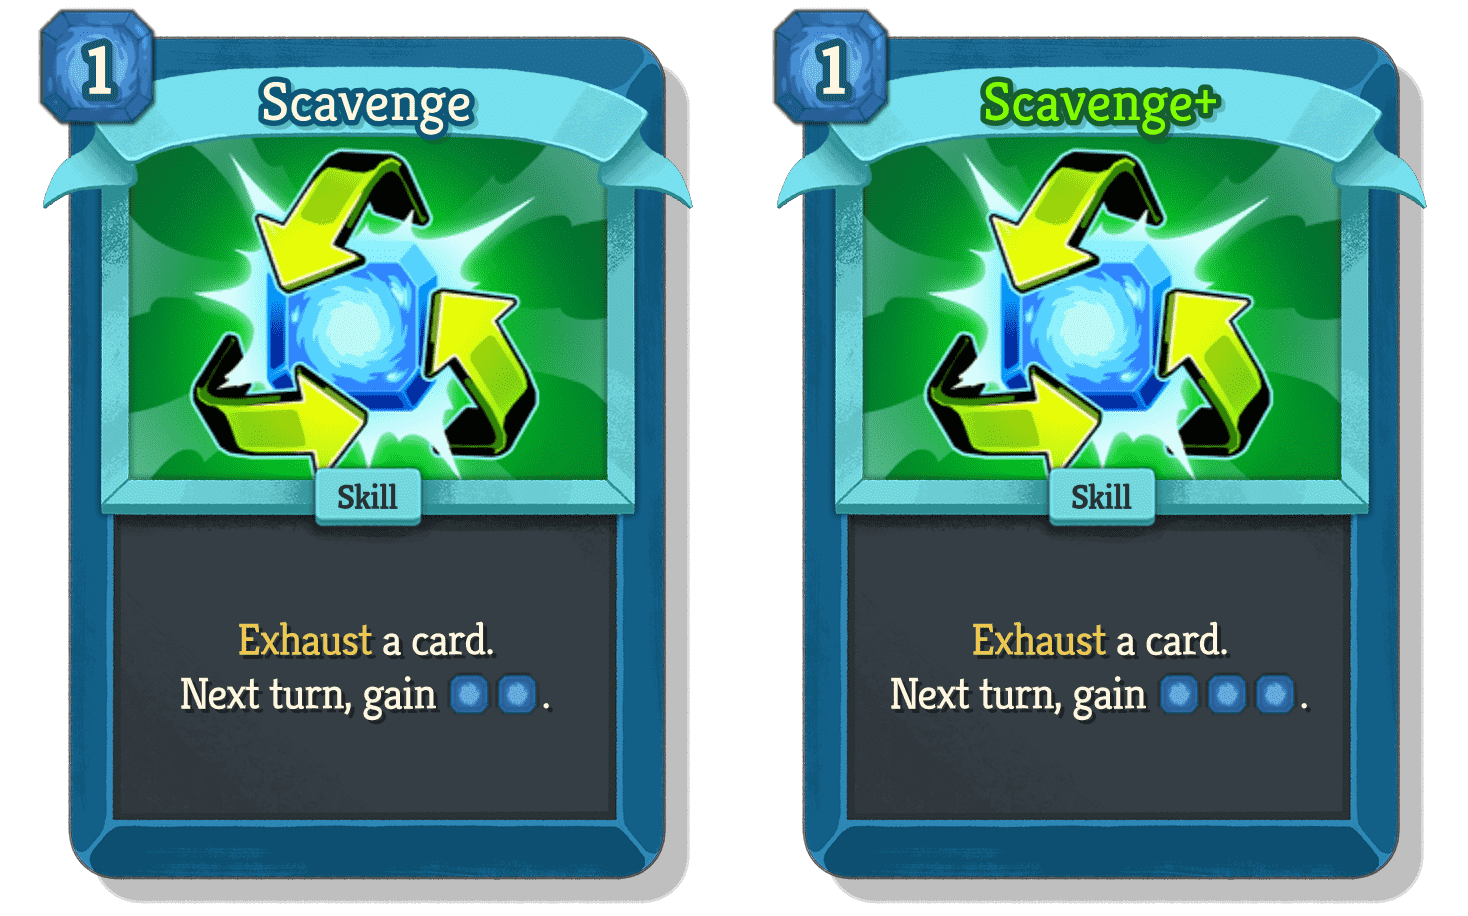 1
Scavenge
Skill
Exhaust a card.
Next turn, gain .
1
Scavenge+
Skill
Exhaust a card.
Next turn, gain .